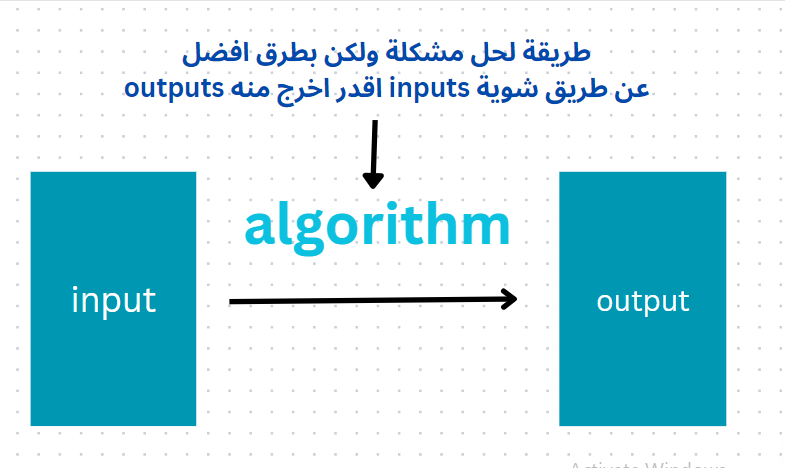 طريقة لحل مشكلة ولكن بطرق افضل
عن طريق شوية inputs اقدر اخرج منه outputs
algorithm
input
output
Activate Windows